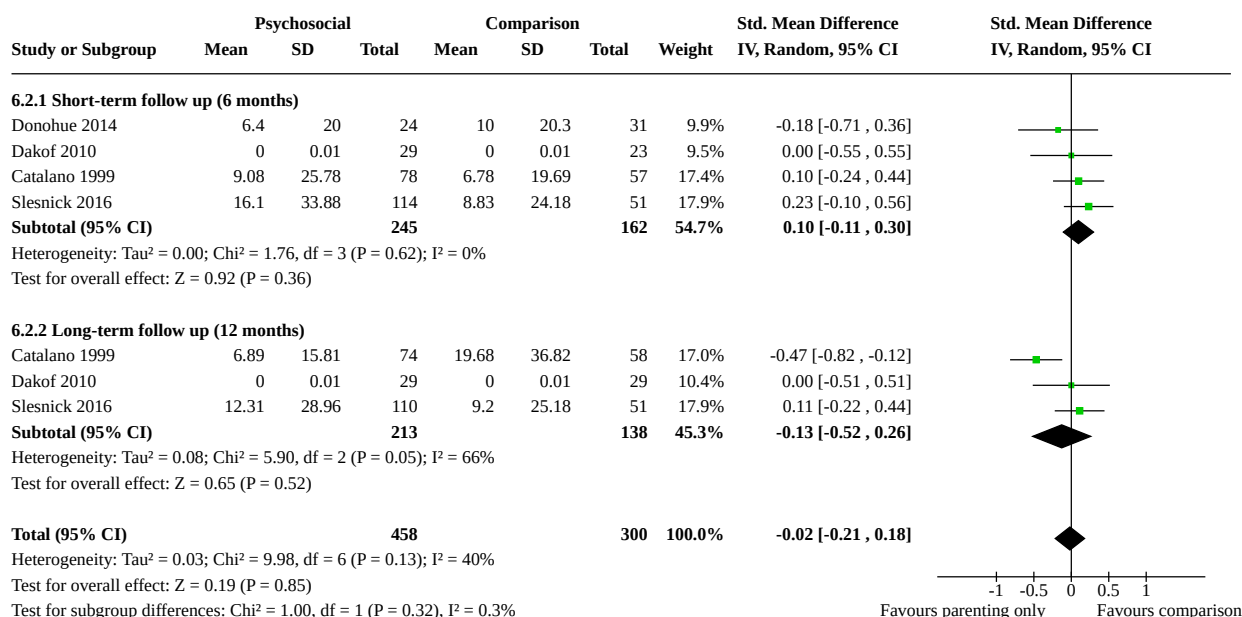 Psychosocial Comparison Std. Mean Difference Std. Mean Difference
Study or Subgroup Mean SD Total Mean SD Total Weight IV, Random, 95% CI IV, Random, 95% CI
6.2.1 Short-term follow up (6 months)
Donohue 2014 6.4 20 24 10 20.3 31 9.9% -0.18 [-0.71 , 0.36]
Dakof 2010 0 0.01 29 0 0.01 23 9.5% 0.00 [-0.55 , 0.55]
Catalano 1999 9.08 25.78 78 6.78 19.69 57 17.4% 0.10 [-0.24 , 0.44]
Slesnick 2016 16.1 33.88 114 8.83 24.18 51 17.9% 0.23 [-0.10 , 0.56]
Subtotal (95% CI) 245 162 54.7% 0.10 [-0.11 , 0.30]
Heterogeneity: Tau² = 0.00; Chi² = 1.76, df = 3 (P = 0.62); I² = 0%
Test for overall effect: Z = 0.92 (P = 0.36)
6.2.2 Long-term follow up (12 months)
Catalano 1999 6.89 15.81 74 19.68 36.82 58 17.0% -0.47 [-0.82 , -0.12]
Dakof 2010 0 0.01 29 0 0.01 29 10.4% 0.00 [-0.51 , 0.51]
Slesnick 2016 12.31 28.96 110 9.2 25.18 51 17.9% 0.11 [-0.22 , 0.44]
Subtotal (95% CI) 213 138 45.3% -0.13 [-0.52 , 0.26]
Heterogeneity: Tau² = 0.08; Chi² = 5.90, df = 2 (P = 0.05); I² = 66%
Test for overall effect: Z = 0.65 (P = 0.52)
Total (95% CI) 458 300 100.0% -0.02 [-0.21 , 0.18]
Heterogeneity: Tau² = 0.03; Chi² = 9.98, df = 6 (P = 0.13); I² = 40%
Test for overall effect: Z = 0.19 (P = 0.85)
-1 -0.5 0 0.5 1
Test for subgroup differences: Chi² = 1.00, df = 1 (P = 0.32), I² = 0.3%
Favours parenting only Favours comparison